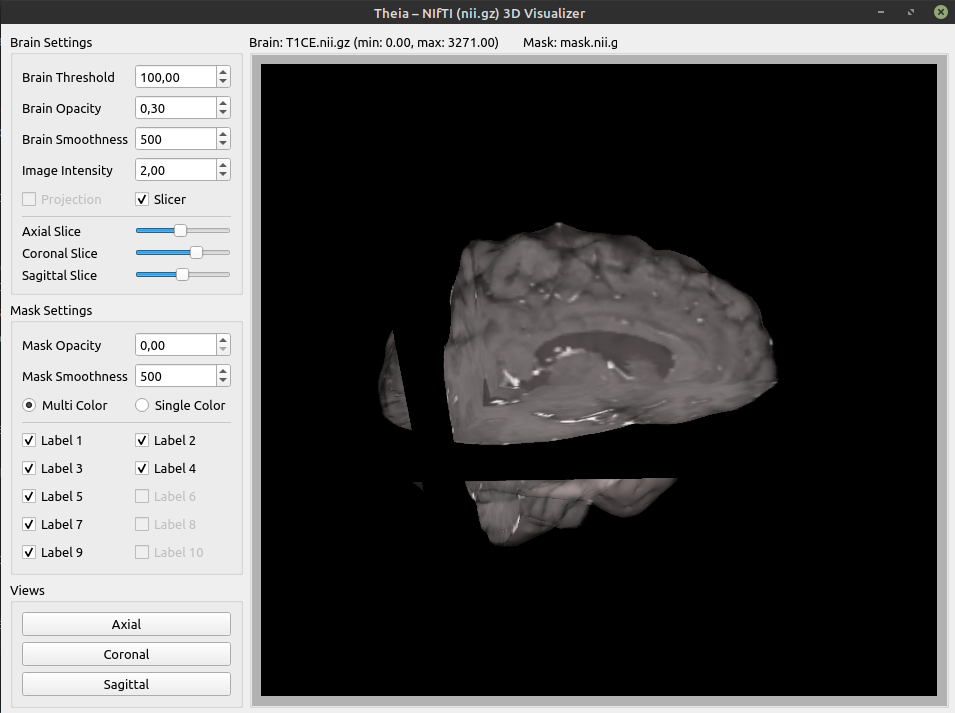 Theia – NIfTI (nii.gz) 3D Visualizer
Brain Settings
Brain: T1CE.nii.gz (min: 0.00, max: 3271.00) Mask: mask.nii.g
Brain Threshold 100,00
Brain Opacity 0,30
Brain Smoothness 500
Image Intensity 2,00
Projection Slicer
Axial Slice
Coronal Slice
Sagittal Slice
Mask Settings
Mask Opacity 0,00
Mask Smoothness 500
Multi Color Single Color
Label 1 Label 2
Label 3 Label 4
Label 5 Label 6
Label 7 Label 8
Label 9 Label 10
Views
Axial
Coronal
Sagittal